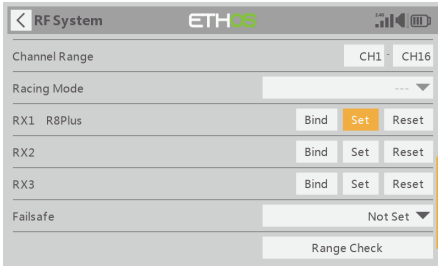 RF System ETHOS
Channel Range CH1 - CH16
Racing Mode ---
RX1 R8Plus Bind Set Reset
RX2 Bind Set Reset
RX3 Bind Set Reset
Failsafe Not Set
Range Check